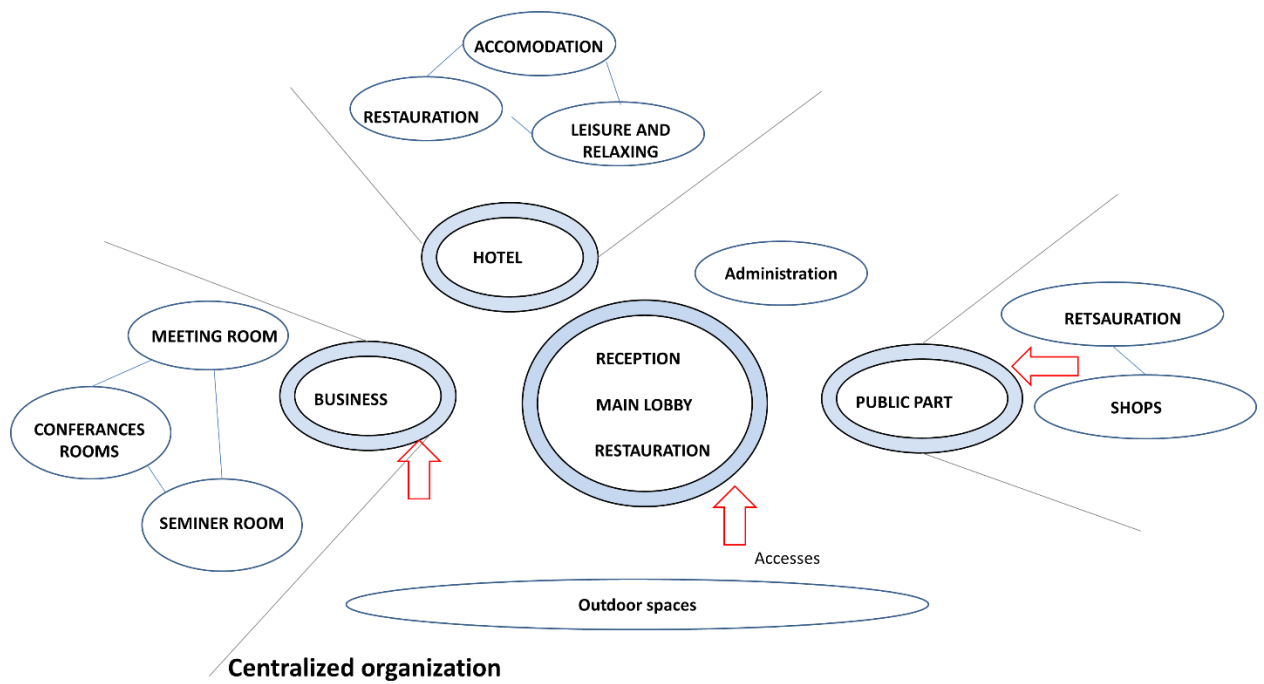 ACCOMODATION
RESTAURATION
LEISURE AND
RELAXING
HOTEL
Administration
MEETING ROOM
CONFERANCES
ROOMS
SEMINER ROOM
BUSINESS
RECEPTION
MAIN LOBBY
RESTAURATION
PUBLIC PART
RETSAURATION
SHOPS
Accesses
Outdoor spaces
Centralized organization